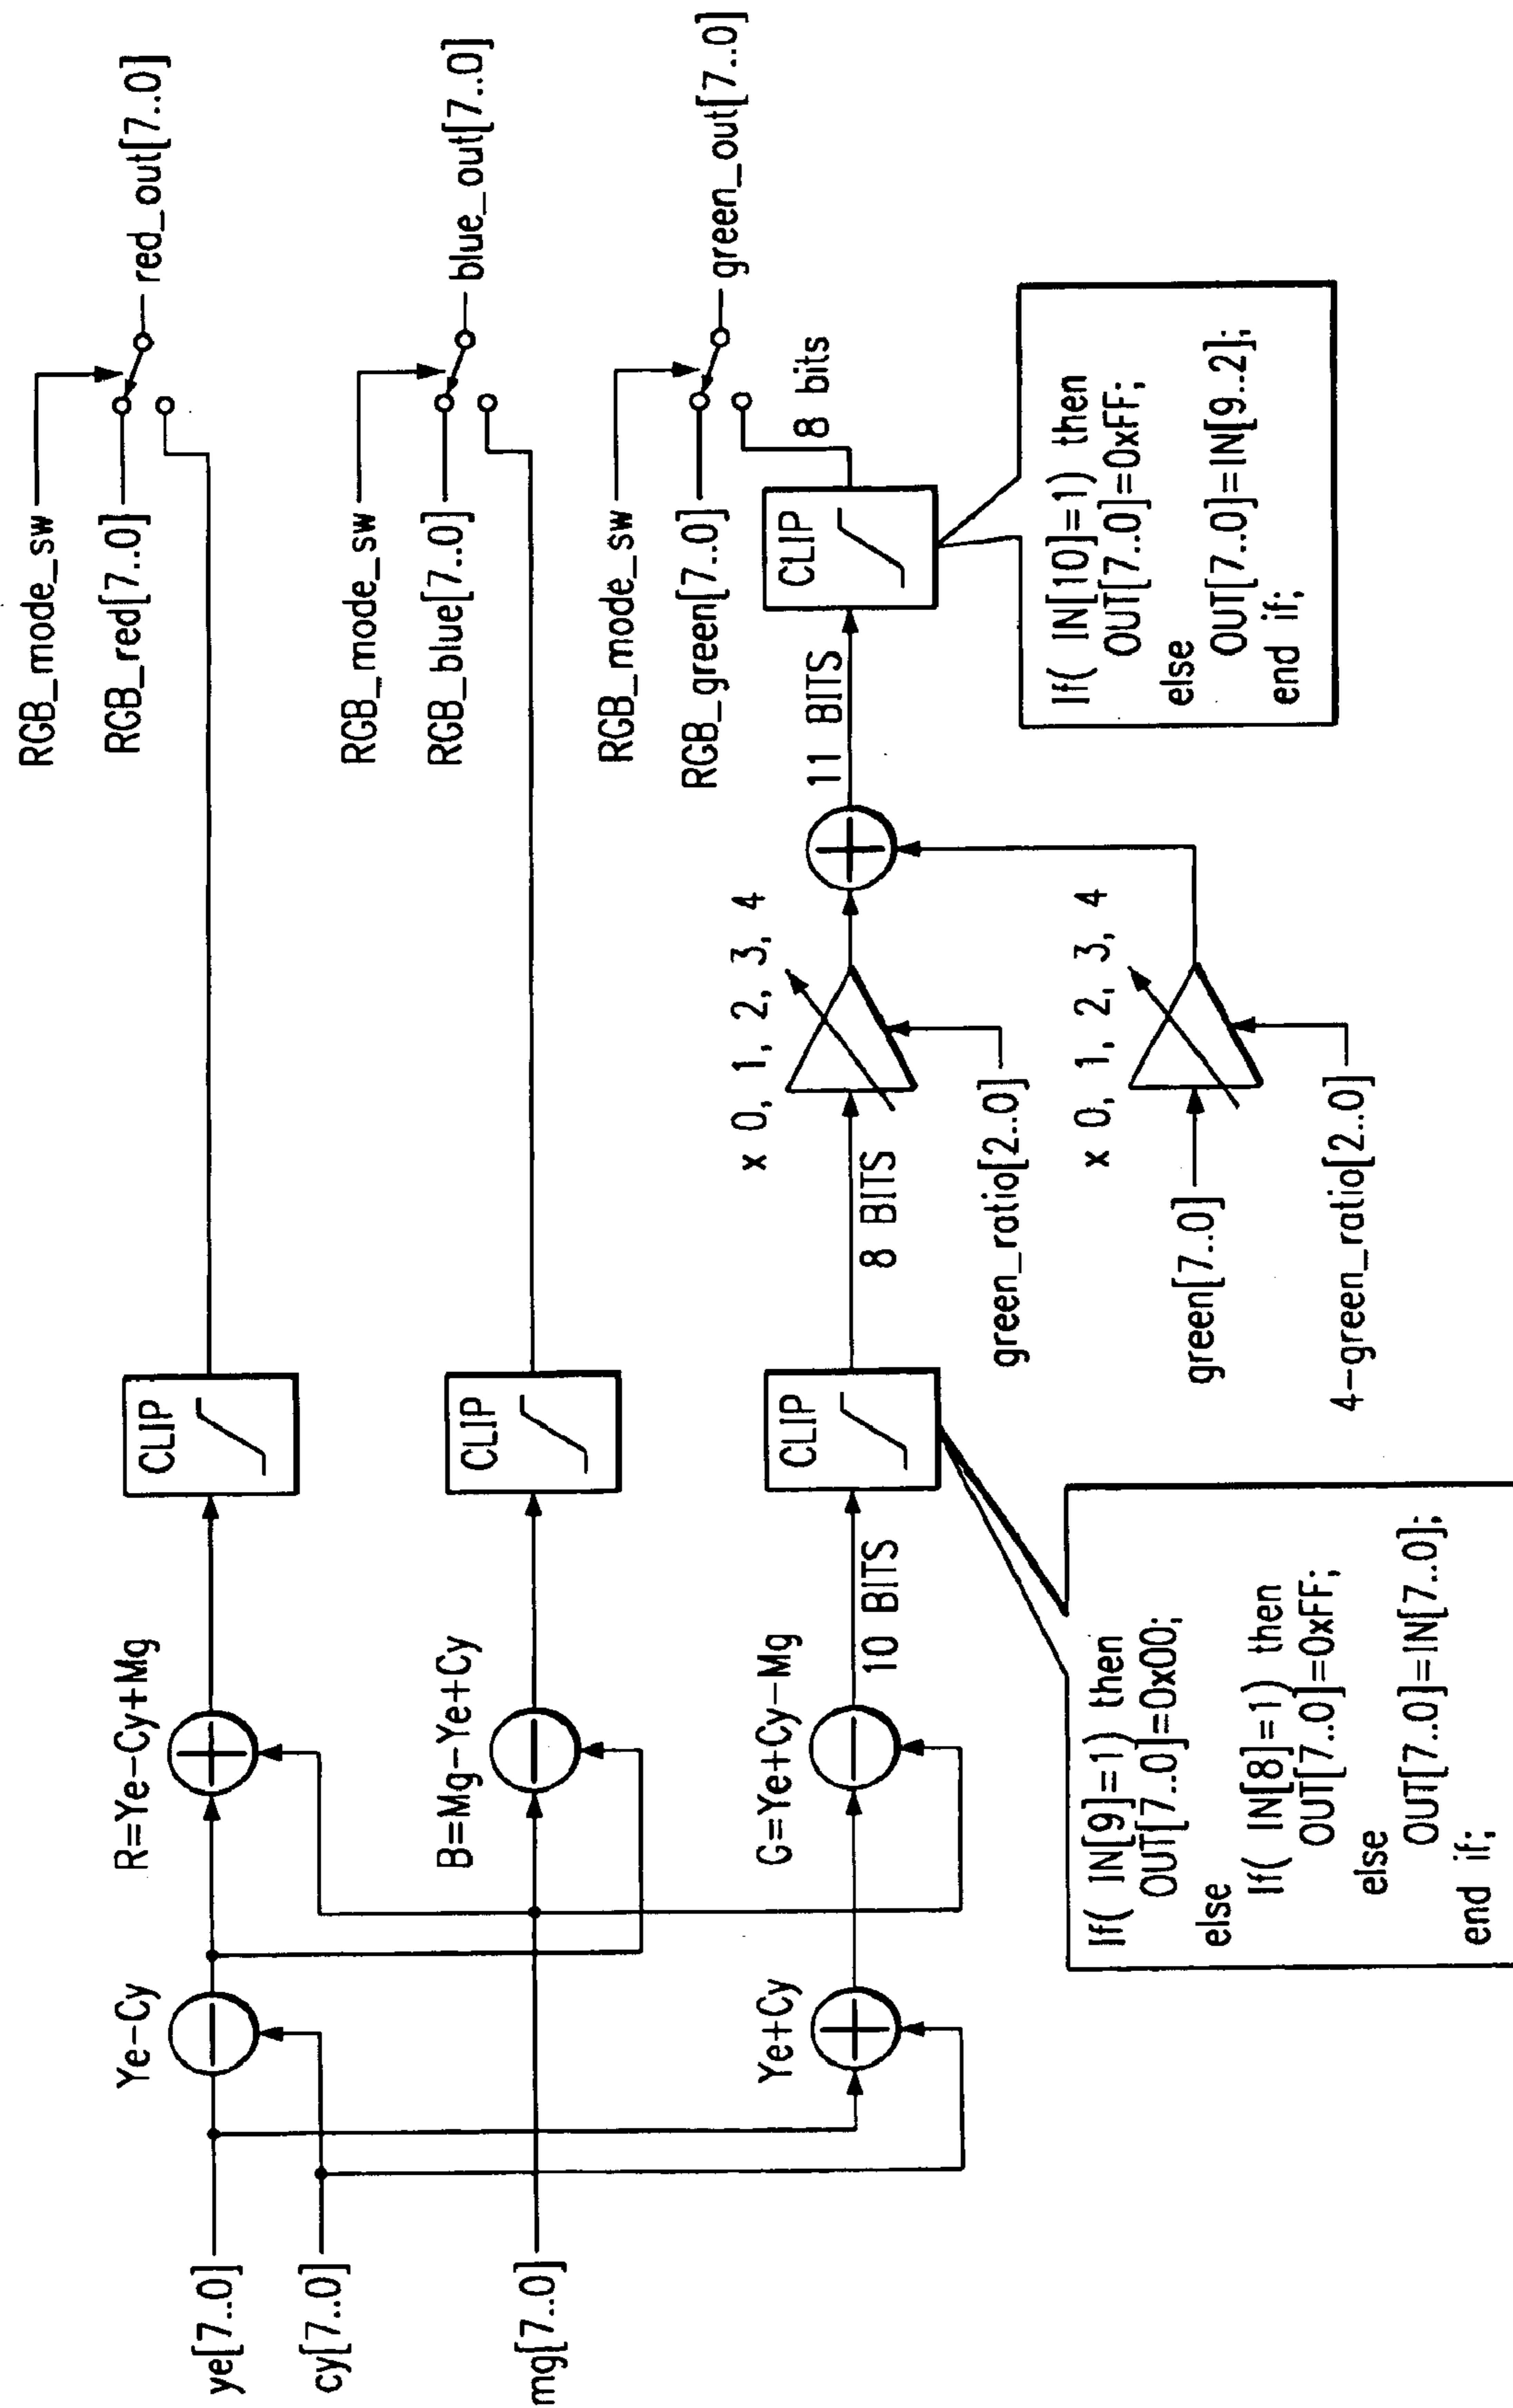 RGB_mode_sw
RGB_red[7..0]
red_out[7..0]
RGB_mode_sw
RGB_blue[7..0]
blue_out[7..0]
RGB_mode_sw
RGB_green[7..0]
green_out[7..0]
ye[7..0]
cy[7..0]
mg[7..0]
Ye-Cy
R=Ye-Cy+Mg
CLIP
B=Mg-Ye+Cy
CLIP
Ye+Cy
G=Ye+Cy-Mg
10 BITS
CLIP
8 BITS
x 0, 1, 2, 3, 4
green_ratio[2..0]
11 BITS
CLIP
8 bits
green[7..0]
x 0, 1, 2, 3, 4
4-green_ratio[2..0]
If( IN[9]=1) then
OUT[7..0]=0x00;
else
If( IN[8]=1) then
OUT[7..0]=0xFF;
else
OUT[7..0]=IN[7..0];
end if;
If( IN[10]=1) then
OUT[7..0]=0xFF;
else
OUT[7..0]=IN[9..2];
end if;